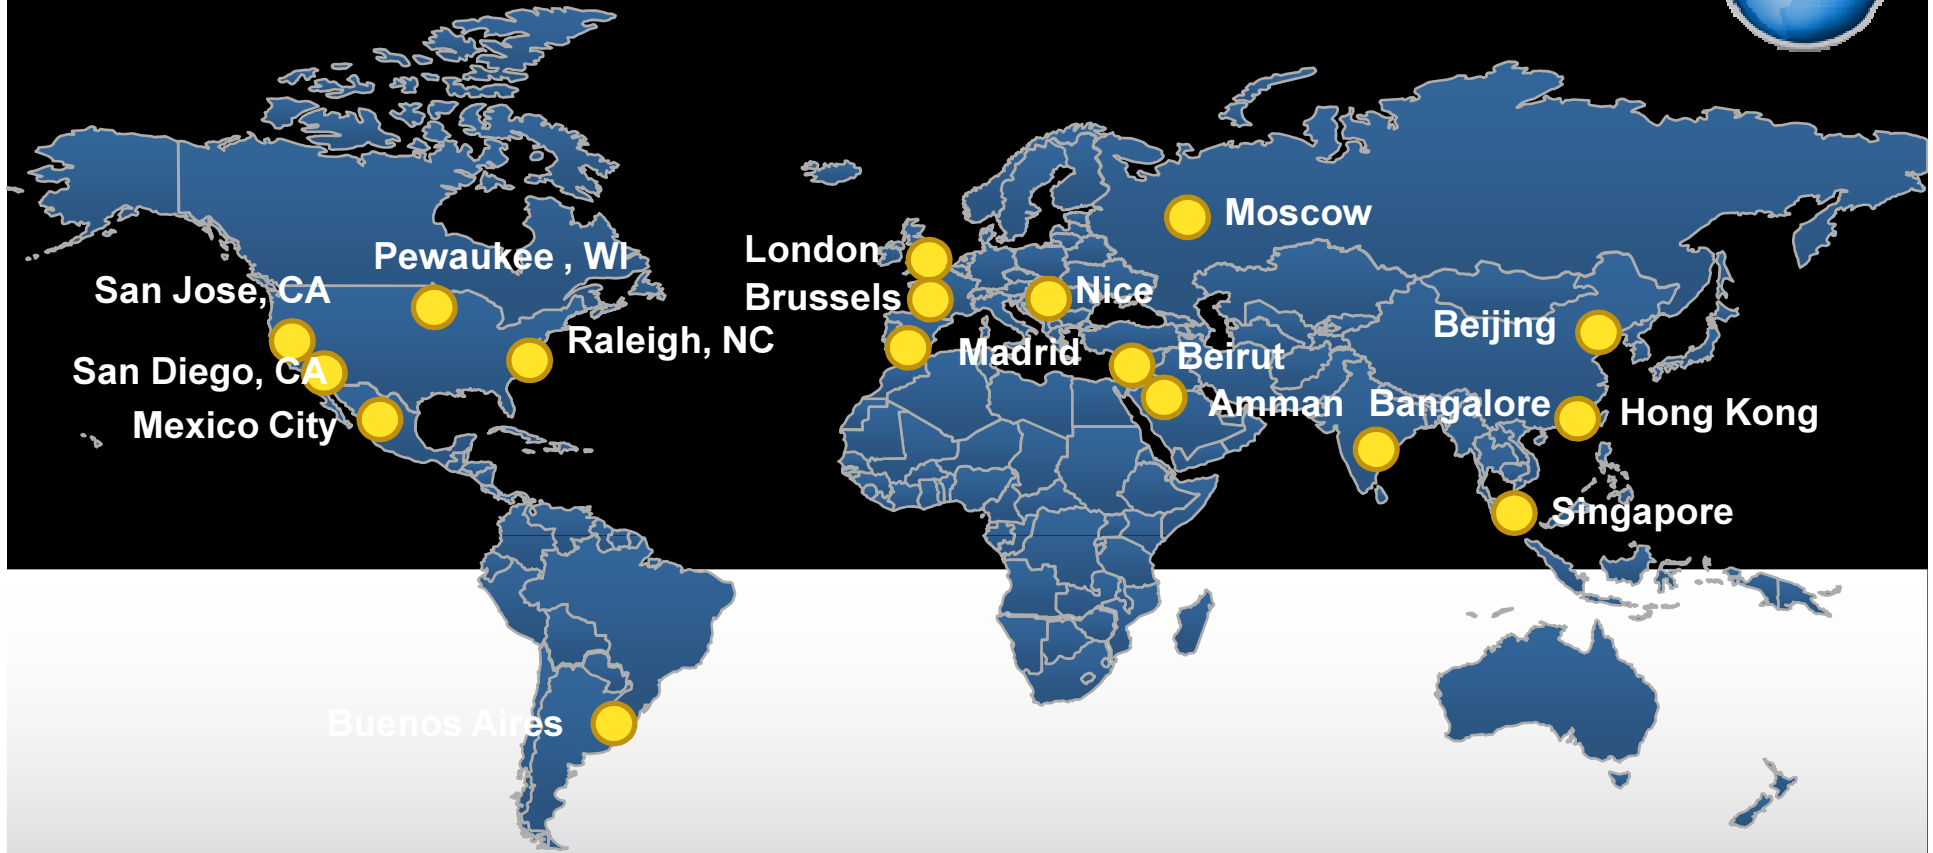 Moscow
London
Pewaukee , WI
San Jose, CA
Brussels
Nice
Beijing
Raleigh, NC
Madrid
Beirut
San Diego, CA
Amman
Bangalore
Hong Kong
Mexico City
Singapore
Buenos Aires